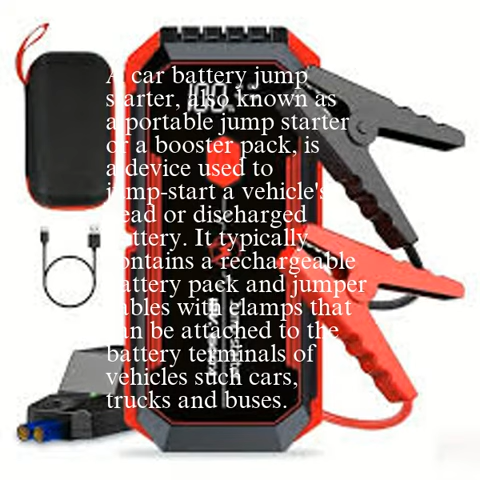 A car battery jump
starter, also known as
a portable jump starter
or a booster pack, is
a device used to
jump-start a vehicle's
dead or discharged
battery. It typically
contains a rechargeable
battery pack and jumper
cables with clamps that
can be attached to the
battery terminals of
vehicles such cars,
trucks and buses.